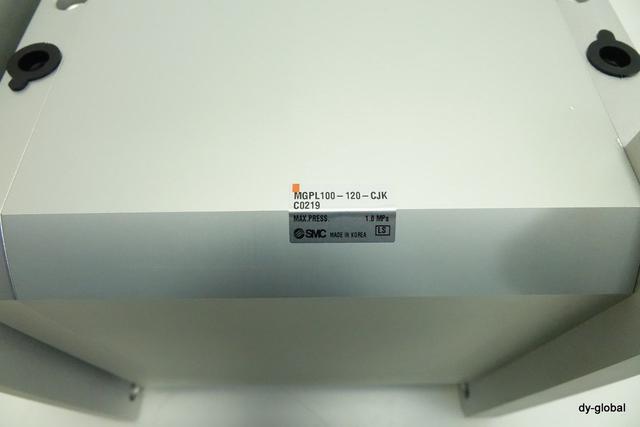 MGPL100-120-CJK
C0219
MAX.PRESS. 1.0 MPa
SMC MADE IN KOREA LS
dy-global